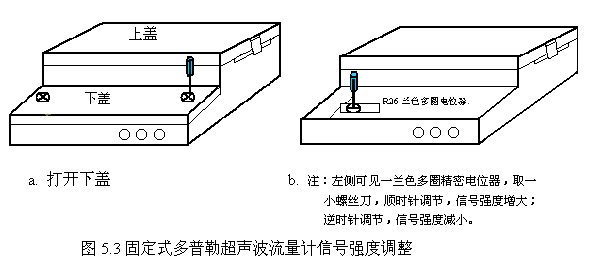 上盖
下盖
R26 兰色多圈电位器.
a. 打开下盖
b. 注：左侧可见一兰色多圈精密电位器，取一
小螺丝刀，顺时针调节，信号强度增大；
逆时针调节，信号强度减小。
图 5.3 固定式多普勒超声波流量计信号强度调整